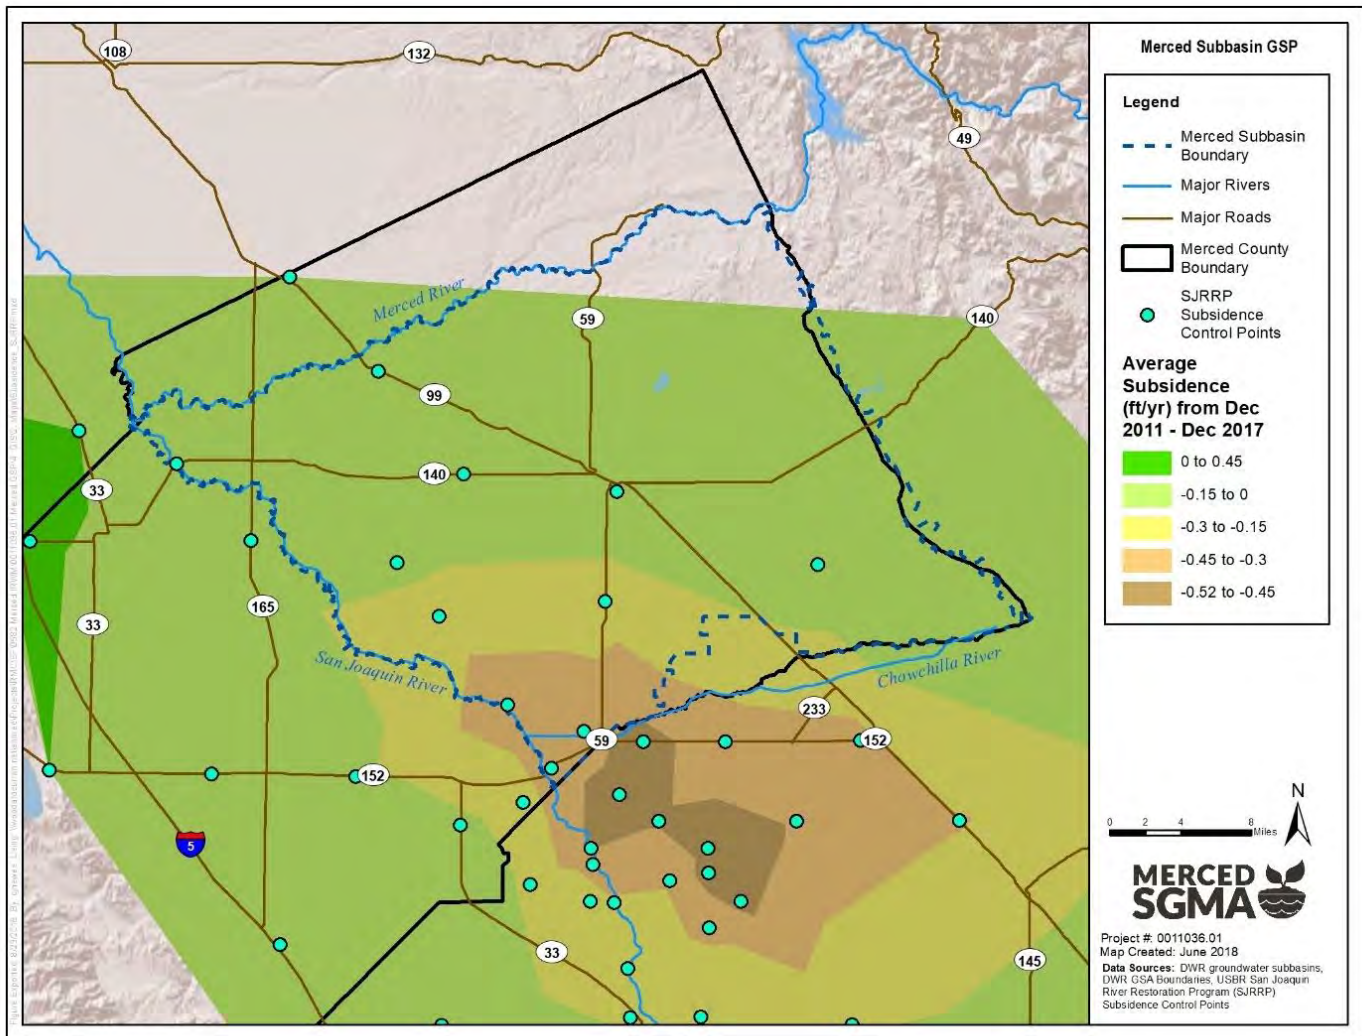 Merced Subbasin GSP
Legend
Merced Subbasin
Boundary
Major Rivers
Major Roads
Merced County
Boundary
SJRRP
Subsidence
Control Points
Average
Subsidence
(ft/yr) from Dec
2011 - Dec 2017
0 to 0.45
-0.15 to 0
-0.3 to -0.15
-0.45 to -0.3
-0.52 to -0.45
N
0 2 4 8
Miles
MERCED
SGMA
Project #: 0011036.01
Map Created: June 2018
Data Sources: DWR groundwater subbasins,
DWR GSA Boundaries, USBR San Joaquin
River Restoration Program (SJRRP)
Subsidence Control Points
108
132
49
Merced River
59
140
99
140
33
165
33
San Joaquin River
Chowchilla River
233
59
152
152
5
33
145